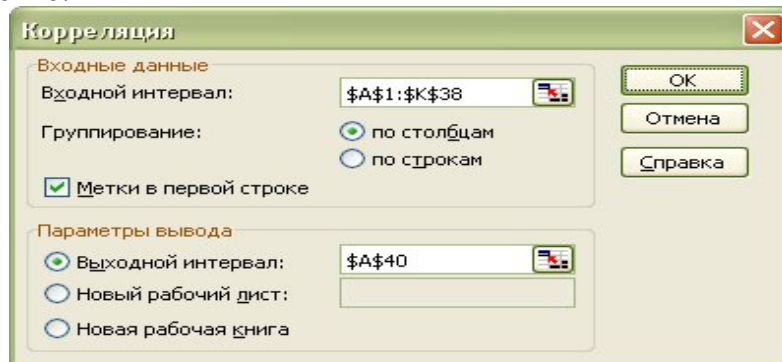 Корреляция
Входные данные
Входной интервал:
$A$1:$K$38
Группирование:
по столбцам
по строкам
Метки в первой строке
Параметры вывода
Выходной интервал:
$A$40
Новый рабочий лист:
Новая рабочая книга
ОК
Отмена
Справка